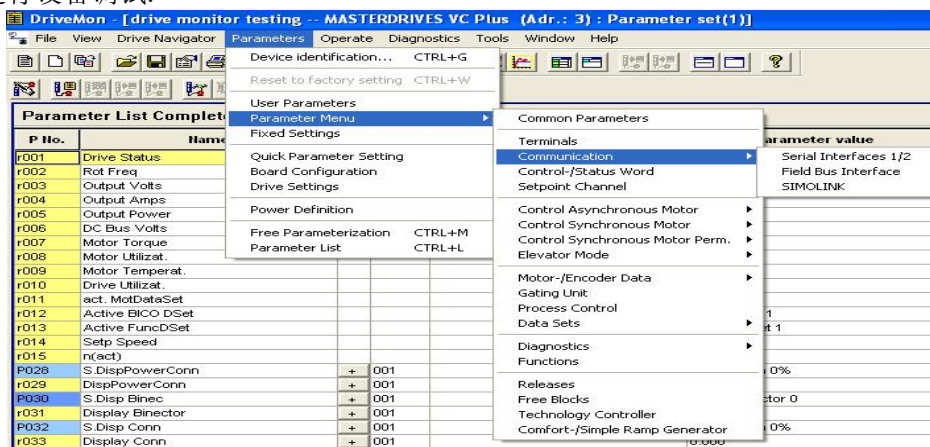 DriveMon - [drive monitor testing -- MASTERDRIVES VC Plus (Adr.: 3) : Parameter set(1)]
File View Drive Navigator Parameters Operate Diagnostics Tools Window Help
Device identification... CTRL+G
Reset to factory setting CTRL+W
User Parameters
Parameter Menu
Fixed Settings
Quick Parameter Setting
Board Configuration
Drive Settings
Power Definition
Free Parameterization CTRL+M
Parameter List CTRL+L
Common Parameters
Terminals
Communication
Control-/Status Word
Setpoint Channel
Control Asynchronous Motor
Control Synchronous Motor
Control Synchronous Motor Perm.
Elevator Mode
Motor-/Encoder Data
Gating Unit
Process Control
Data Sets
Diagnostics
Functions
Releases
Free Blocks
Technology Controller
Comfort-/Simple Ramp Generator
Serial Interfaces 1/2
Field Bus Interface
SIMOLINK
Parameter List Complet
P No. Name arameter value
r001 Drive Status
r002 Rot Freq
r003 Output Volts
r004 Output Amps
r005 Output Power
r006 DC Bus Volts
r007 Motor Torque
r008 Motor Utilizat.
r009 Motor Temperat.
r010 Drive Utilizat.
r011 act. MotDataSet
r012 Active BICO DSet 1
r013 Active FuncDSet t 1
r014 Setp Speed
r015 n(act)
P028 S.DispPowerConn + 001 0%
r029 DispPowerConn + 001
P030 S.Disp Binec + 001 ctor 0
r031 Display Binector + 001
P032 S.Disp Conn + 001 0%
r033 Display Conn + 001 0.000